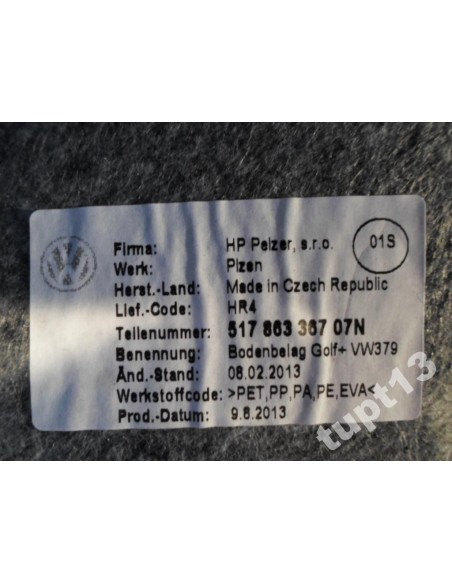 Firma: HP Pelzer, s.r.o. 01S
Werk: Plzen
Herst.-Land: Made in Czech Republic
Lief.-Code: HR4
Teilenummer: 517 863 367 07N
Benennung: Bodenbelag Golf+ VW379
Änd.-Stand: 08.02.2013
Werkstoffcode: >PET,PP,PA,PE,EVA<
Prod.-Datum: 9.8.2013
tupt13